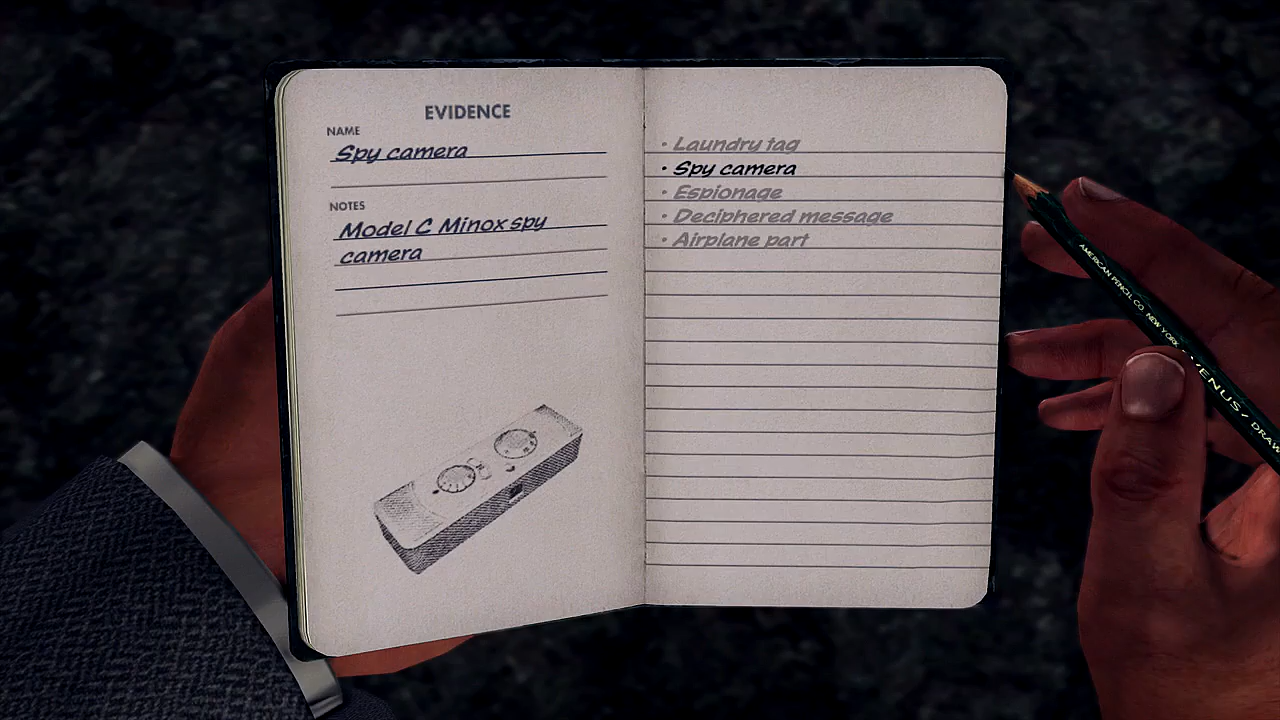 EVIDENCE
NAME
Spy camera
NOTES
Model C Minox spy
camera
• Laundry tag
• Spy camera
• Espionage
• Deciphered message
• Airplane part
AMERICAN PENCIL CO. NEW YORK
VENUS / DRAW